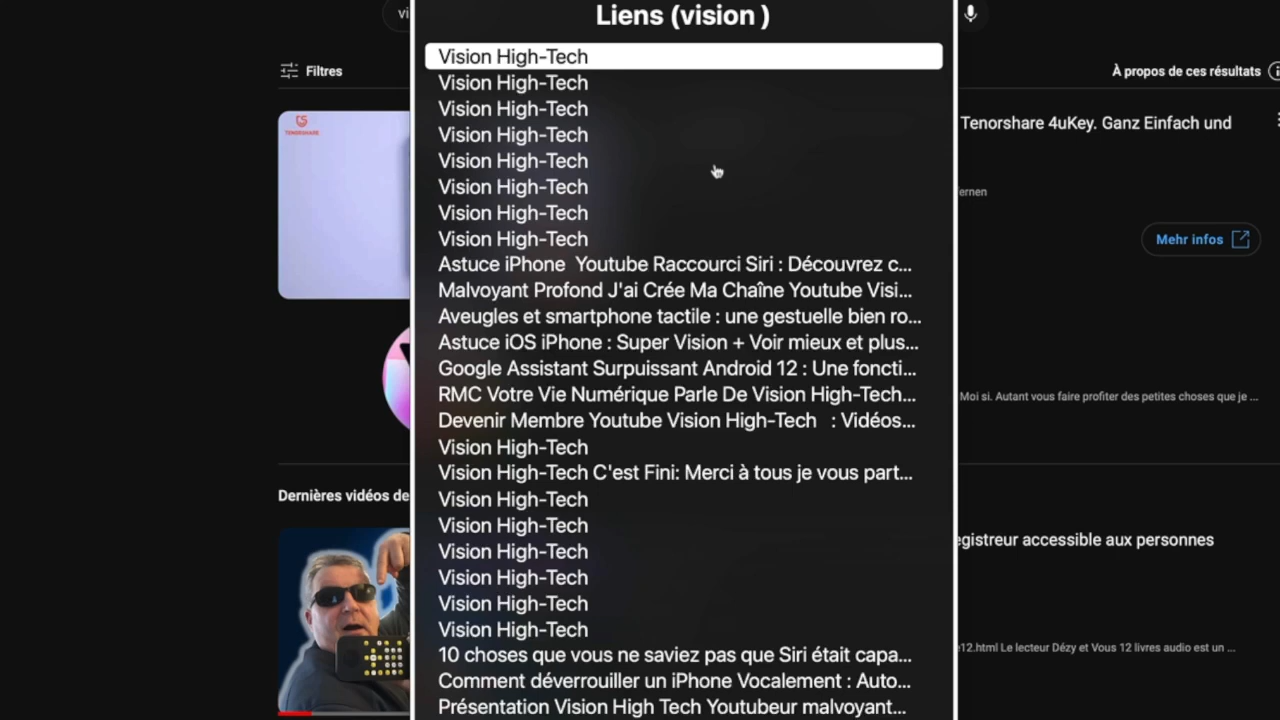 Liens (vision )
vi
Filtres
À propos de ces résultats
TENORSHARE
Vision High-Tech
Vision High-Tech
Vision High-Tech
Vision High-Tech
Vision High-Tech
Vision High-Tech
Vision High-Tech
Vision High-Tech
Astuce iPhone  Youtube Raccourci Siri : Découvrez c...
Malvoyant Profond J'ai Crée Ma Chaîne Youtube Visi...
Aveugles et smartphone tactile : une gestuelle bien ro...
Astuce iOS iPhone : Super Vision + Voir mieux et plus...
Google Assistant Surpuissant Android 12 : Une foncti...
RMC Votre Vie Numérique Parle De Vision High-Tech...
Devenir Membre Youtube Vision High-Tech   : Vidéos...
Vision High-Tech
Vision High-Tech C'est Fini: Merci à tous je vous part...
Vision High-Tech
Vision High-Tech
Vision High-Tech
Vision High-Tech
Vision High-Tech
Vision High-Tech
10 choses que vous ne saviez pas que Siri était capa...
Comment déverrouiller un iPhone Vocalement : Auto...
Présentation Vision High Tech Youtubeur malvoyant...
Tenorshare 4uKey. Ganz Einfach und
ernen
Mehr infos
Moi si. Autant vous faire profiter des petites choses que je ...
Dernières vidéos de
egistreur accessible aux personnes
12.html Le lecteur Dézy et Vous 12 livres audio est un ...